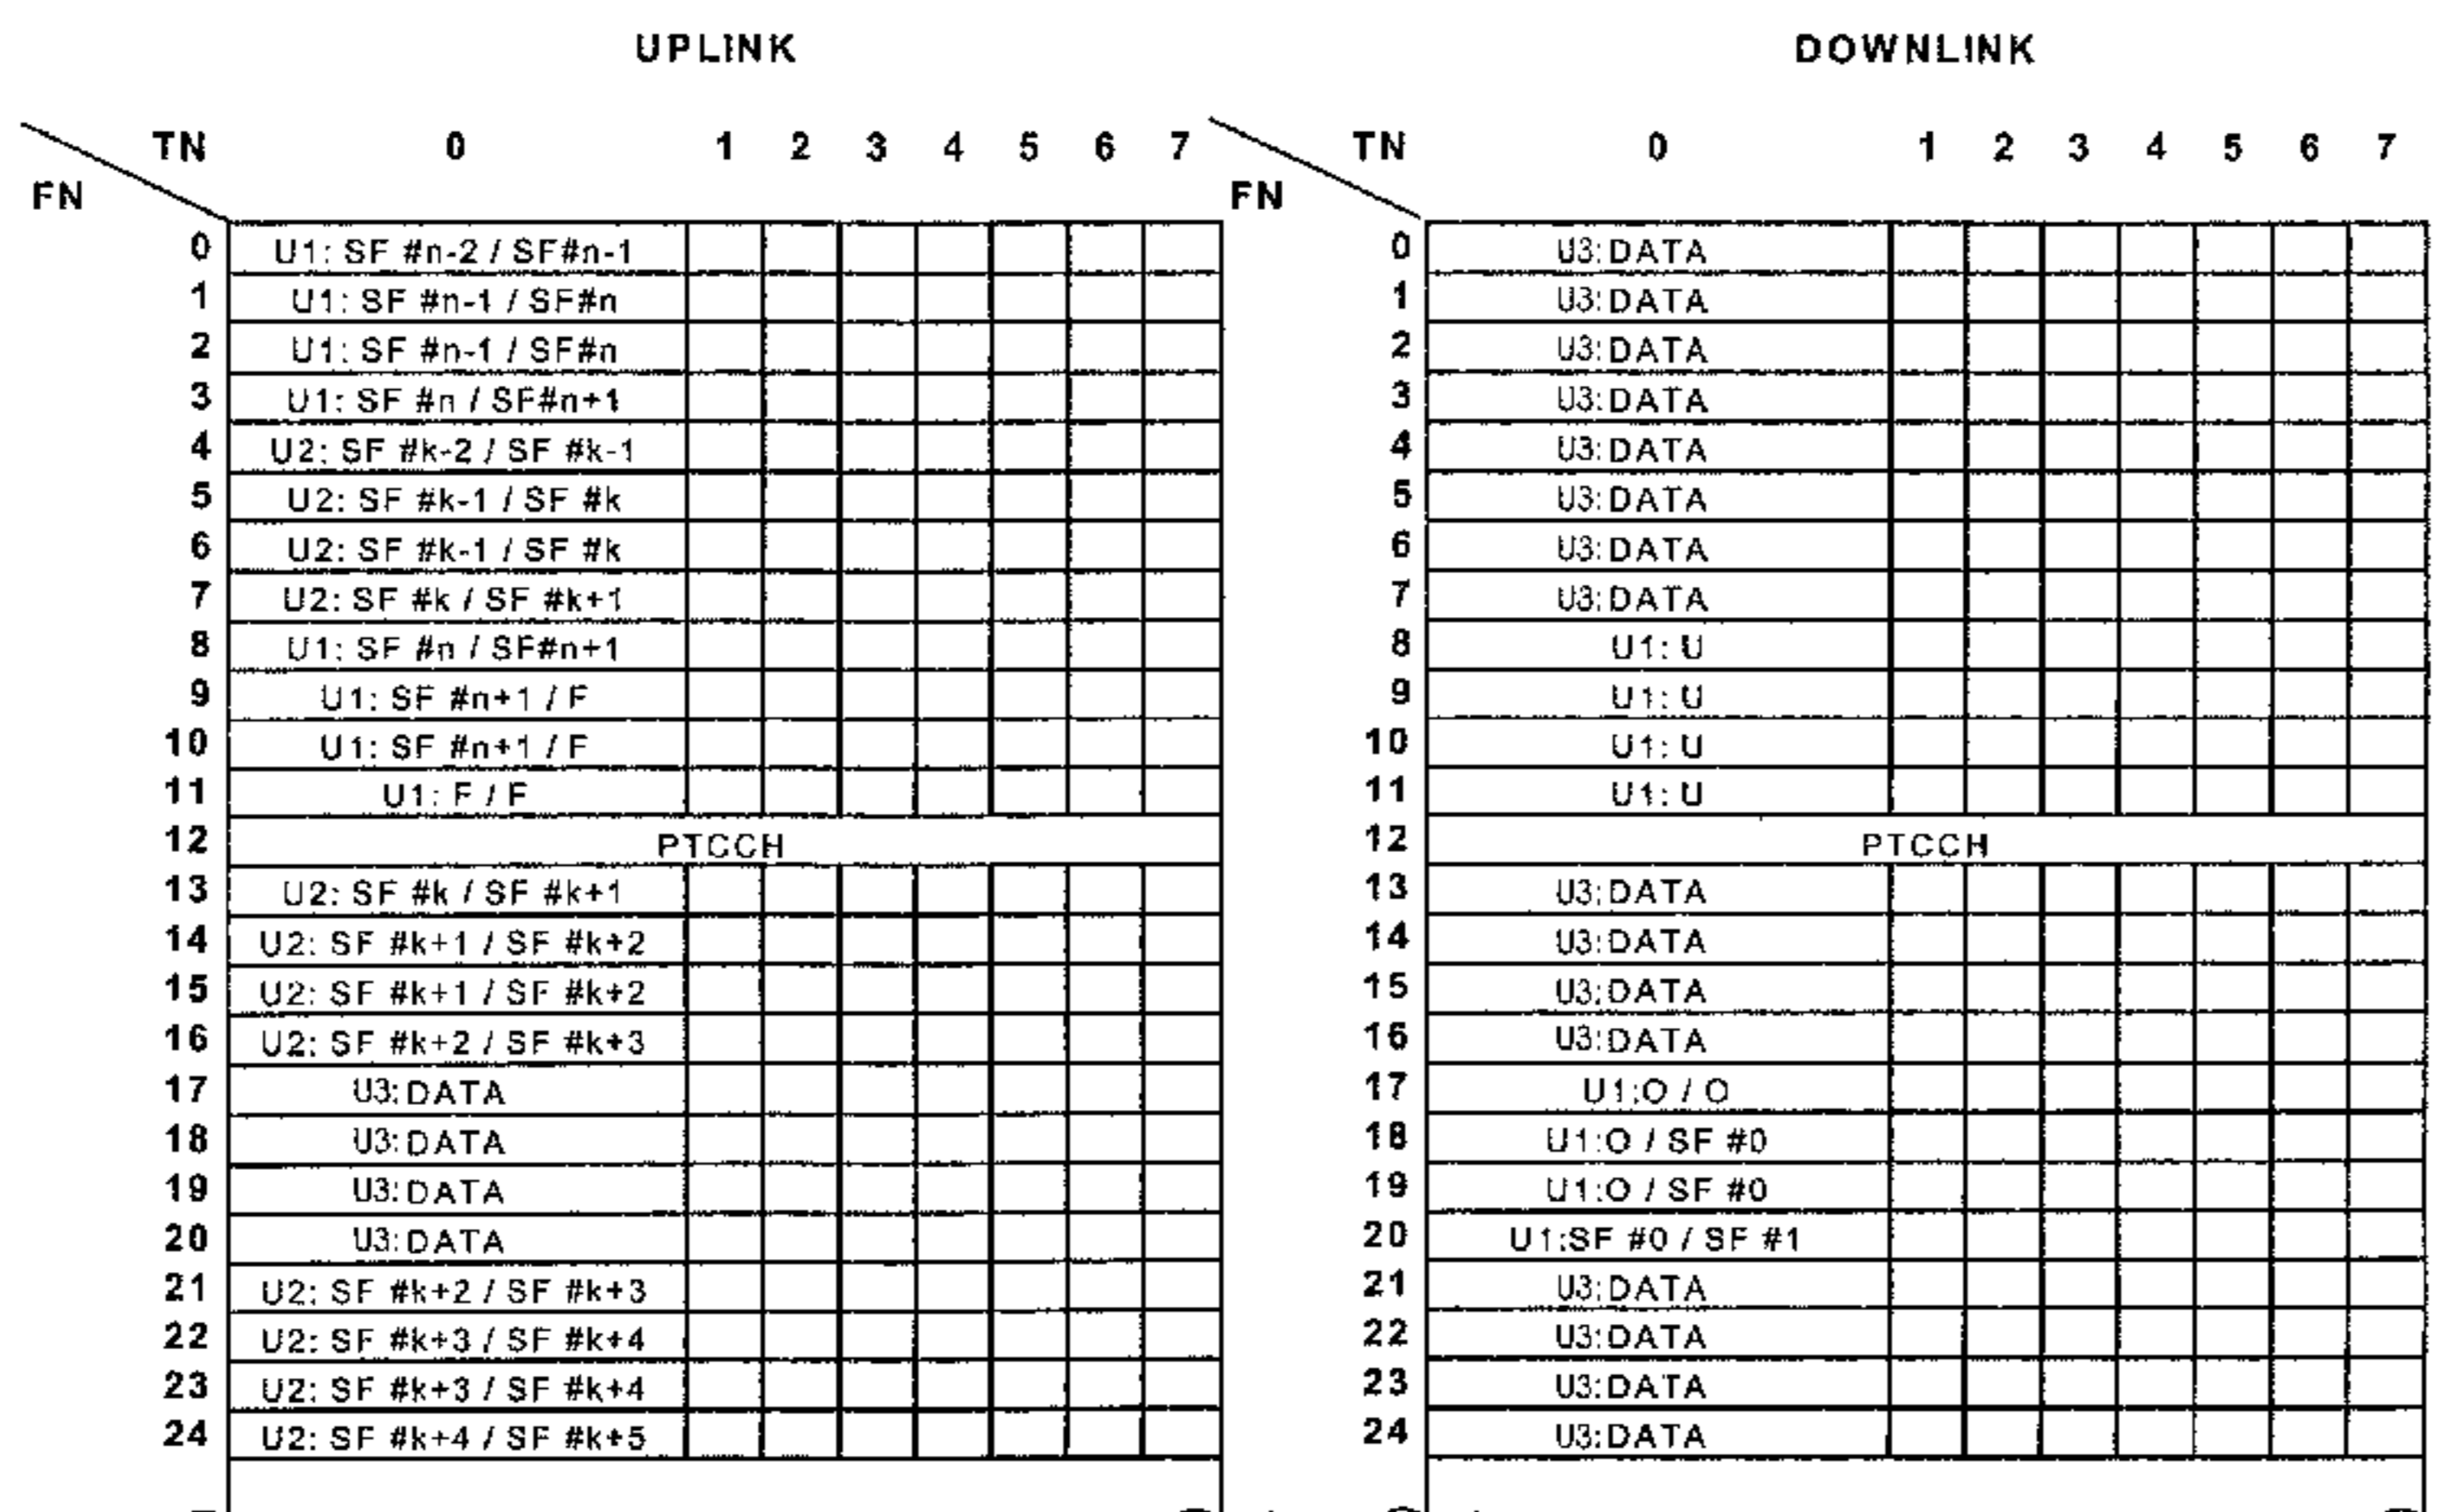 UPLINK DOWNLINK
TN 0 1 2 3 4 5 6 7 TN 0 1 2 3 4 5 6 7
FN FN
0 U1: SF #n-2 / SF#n-1 0 U3:DATA
1 U1: SF #n-1 / SF#n 1 U3:DATA
2 U1: SF #n-1 / SF#n 2 U3:DATA
3 U1: SF #n / SF#n+1 3 U3:DATA
4 U2: SF #k-2 / SF #k-1 4 U3:DATA
5 U2: SF #k-1 / SF #k 5 U3:DATA
6 U2: SF #k-1 / SF #k 6 U3:DATA
7 U2: SF #k / SF #k+1 7 U3:DATA
8 U1: SF #n / SF#n+1 8 U1: U
9 U1: SF #n+1 / F 9 U1: U
10 U1: SF #n+1 / F 10 U1: U
11 U1: F / F 11 U1: U
12 PTCCH 12 PTCCH
13 U2: SF #k / SF #k+1 13 U3:DATA
14 U2: SF #k+1 / SF #k+2 14 U3:DATA
15 U2: SF #k+1 / SF #k+2 15 U3:DATA
16 U2: SF #k+2 / SF #k+3 16 U3:DATA
17 U3:DATA 17 U1:O / O
18 U3:DATA 18 U1:O / SF #0
19 U3:DATA 19 U1:O / SF #0
20 U3:DATA 20 U1:SF #0 / SF #1
21 U2: SF #k+2 / SF #k+3 21 U3:DATA
22 U2: SF #k+3 / SF #k+4 22 U3:DATA
23 U2: SF #k+3 / SF #k+4 23 U3:DATA
24 U2: SF #k+4 / SF #k+5 24 U3:DATA